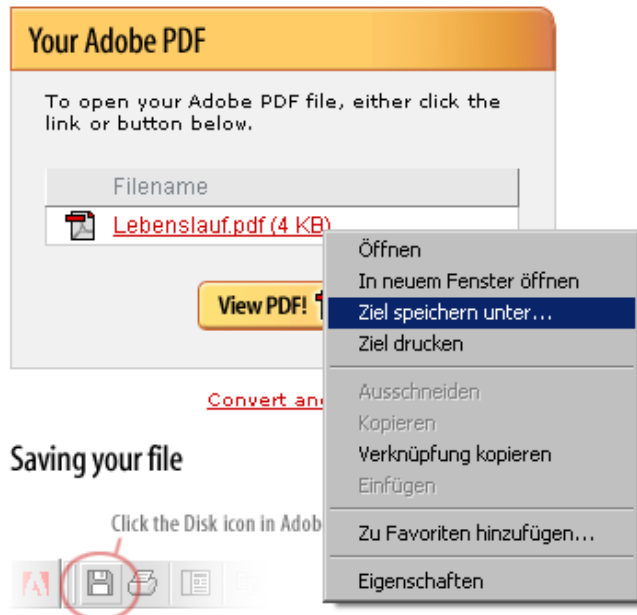 Your Adobe PDF
To open your Adobe PDF file, either click the
link or button below.
Filename
Lebenslauf.pdf (4 KB)
View PDF!
Öffnen
In neuem Fenster öffnen
Ziel speichern unter...
Ziel drucken
Ausschneiden
Kopieren
Verknüpfung kopieren
Einfügen
Zu Favoriten hinzufügen...
Eigenschaften
Convert
Saving your file
Click the Disk icon in